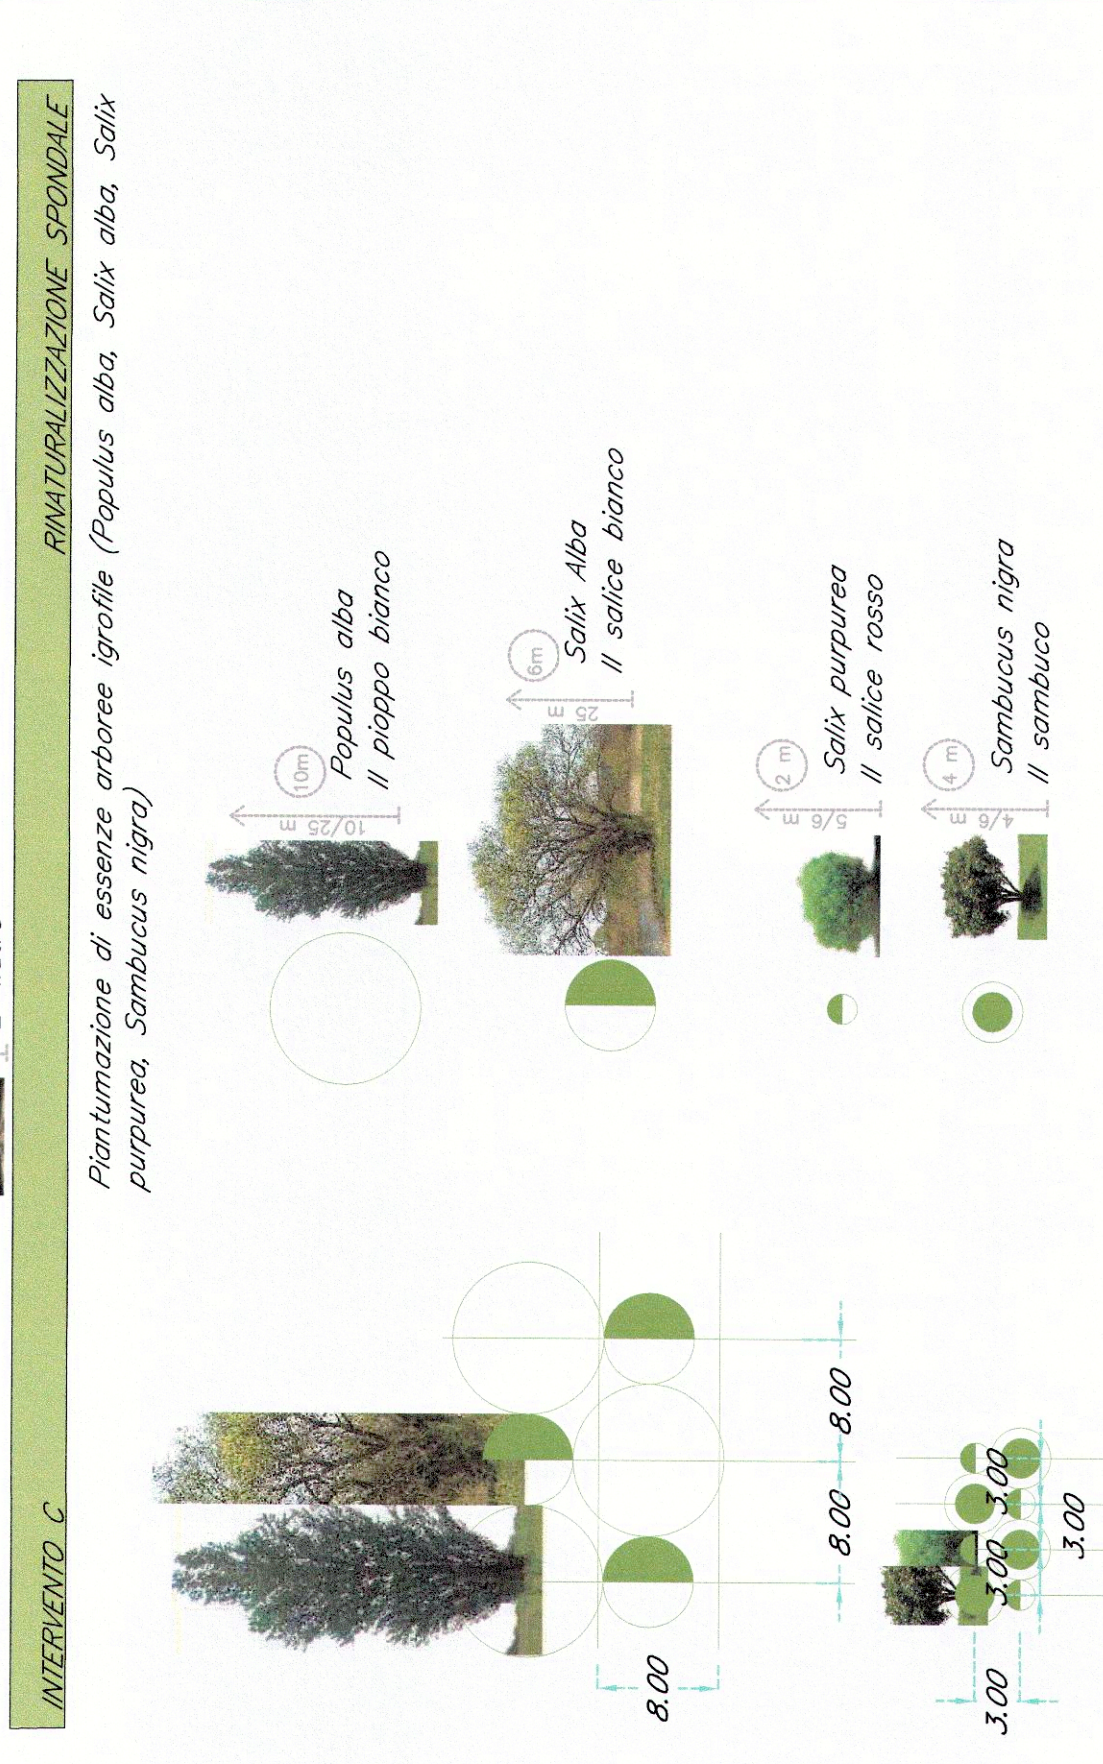 INTERVENTO C
RINATURALIZZAZIONE SPONDALE
Piantumazione di essenze arboree igrofile (Populus alba, Salix alba, Salix
purpurea, Sambucus nigra)
10/25 m
10m
Populus alba
Il pioppo bianco
25 m
6m
Salix Alba
Il salice bianco
5/6 m
2 m
Salix purpurea
Il salice rosso
4/6 m
4 m
Sambucus nigra
Il sambuco
8.00
8.00
8.00
3.00
3.00
3.00
3.00